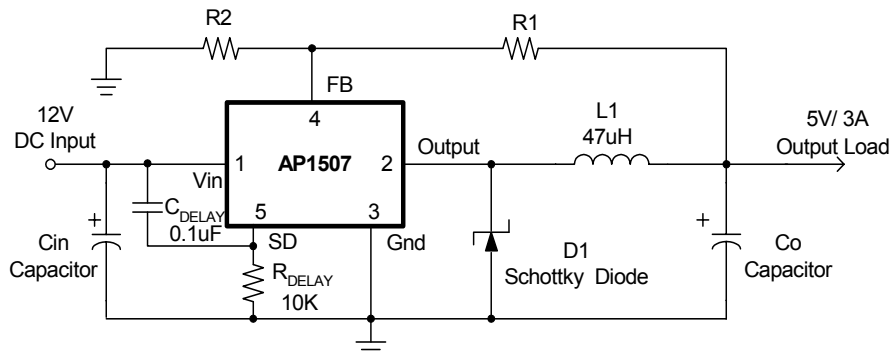 R2
R1
FB
12V
DC Input
4
L1
47uH
5V/ 3A
Output Load
Vin
1
AP1507
2
Output
CDELAY
0.1uF
5
SD
3
Gnd
+
Cin
Capacitor
RDELAY
10K
D1
Schottky Diode
+
Co
Capacitor